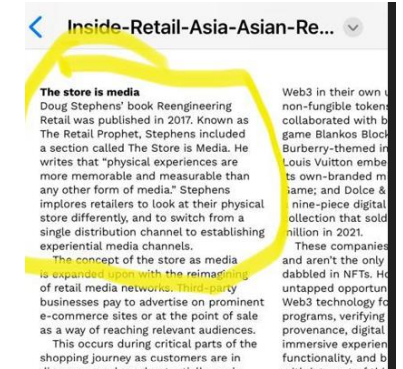 Inside-Retail-Asia-Asian-Re...
The store is media
Doug Stephens' book Reengineering
Retail was published in 2017. Known as
The Retail Prophet, Stephens included
a section called The Store is Media. He
writes that "physical experiences are
more memorable and measurable than
any other form of media." Stephens
implores retailers to look at their physical
store differently, and to switch from a
single distribution channel to establishing
experiential media channels.
The concept of the store as media
is expanded upon with the reimagining
of retail media networks. Third-party
businesses pay to advertise on prominent
e-commerce sites or at the point of sale
as a way of reaching relevant audiences.
This occurs during critical parts of the
shopping journey as customers are in
Web3 in their own
non-fungible token
collaborated with b
game Blankos Block
Burberry-themed in
Louis Vuitton embe
its own-branded m
Game; and Dolce &
nine-piece digital
collection that sold
million in 2021.
These companies
and aren't the only
dabbled in NFTs. Ho
untapped opportun
Web3 technology fo
programs, verifying
provenance, digital
immersive experien
functionality, and b